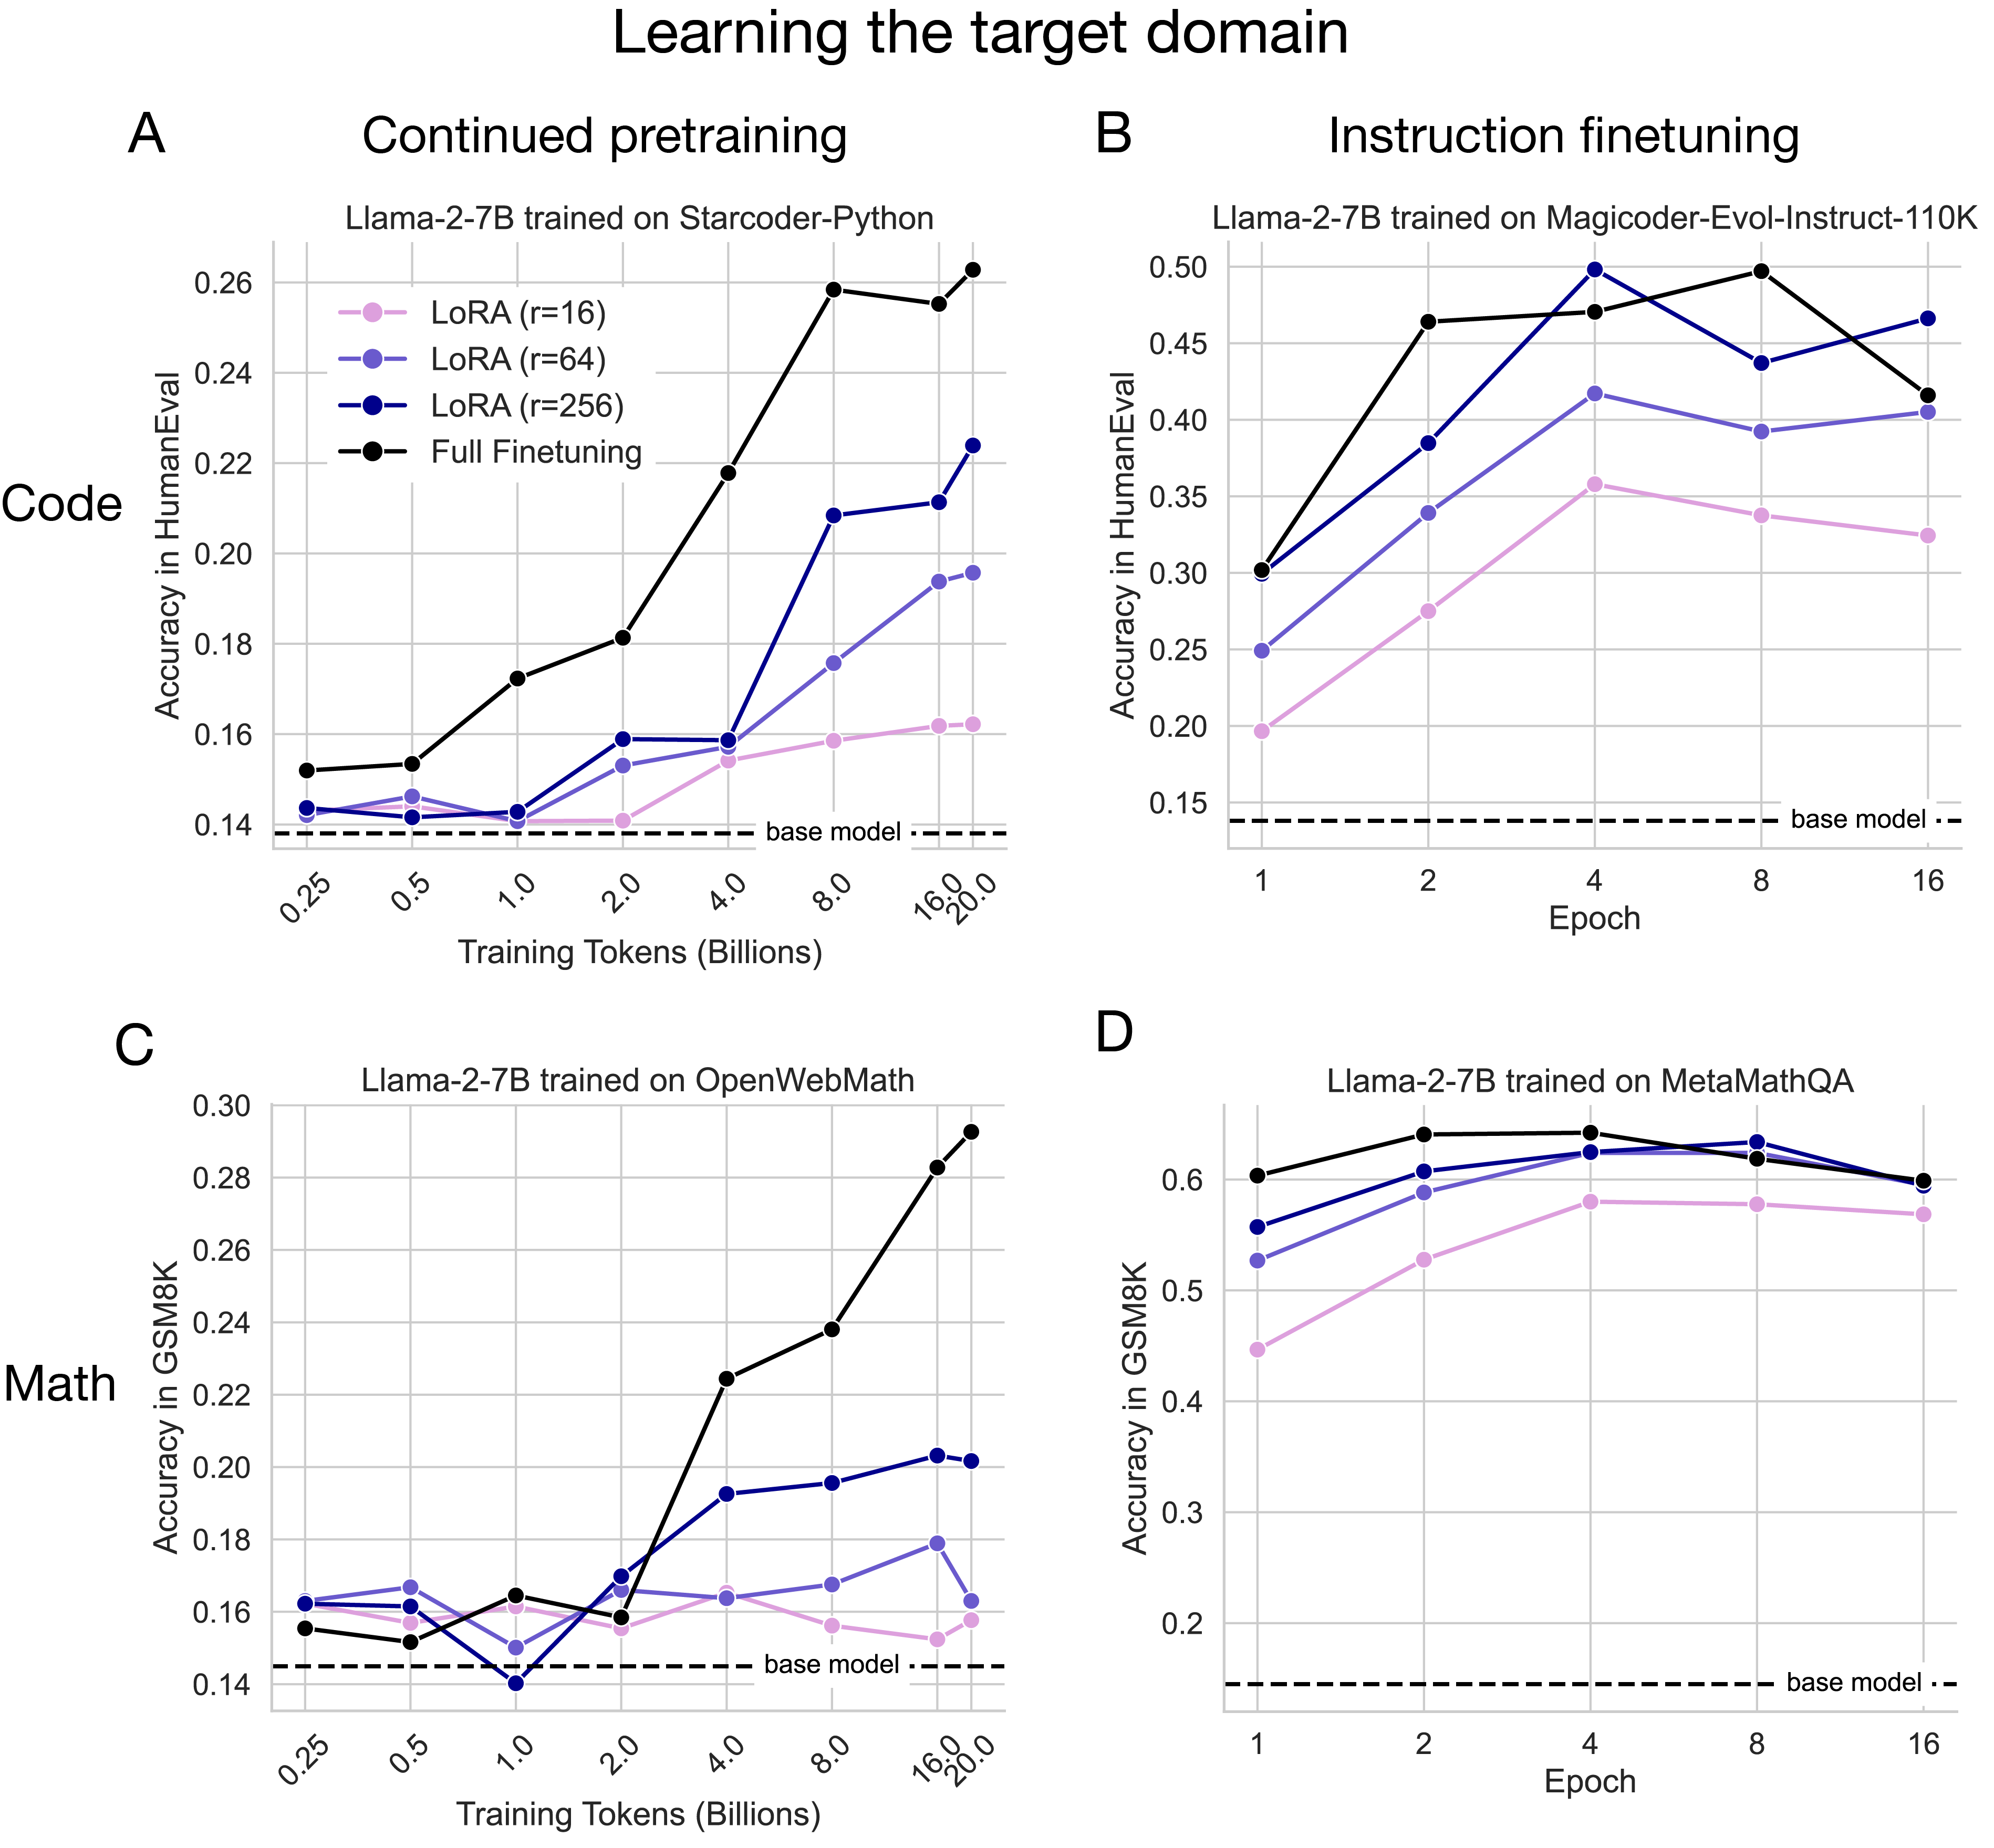 Learning the target domain
A
Continued pretraining
B
Instruction finetuning
Code
Llama-2-7B trained on Starcoder-Python
Accuracy in HumanEval
0.26
0.24
0.22
0.20
0.18
0.16
0.14
LoRA (r=16)
LoRA (r=64)
LoRA (r=256)
Full Finetuning
base model
0.25
0.5
1.0
2.0
4.0
8.0
16.0
20.0
Training Tokens (Billions)
Llama-2-7B trained on Magicoder-Evol-Instruct-110K
Accuracy in HumanEval
0.50
0.45
0.40
0.35
0.30
0.25
0.20
0.15
base model
1
2
4
8
16
Epoch
Math
C
Llama-2-7B trained on OpenWebMath
Accuracy in GSM8K
0.30
0.28
0.26
0.24
0.22
0.20
0.18
0.16
0.14
base model
0.25
0.5
1.0
2.0
4.0
8.0
16.0
20.0
Training Tokens (Billions)
D
Llama-2-7B trained on MetaMathQA
Accuracy in GSM8K
0.6
0.5
0.4
0.3
0.2
base model
1
2
4
8
16
Epoch